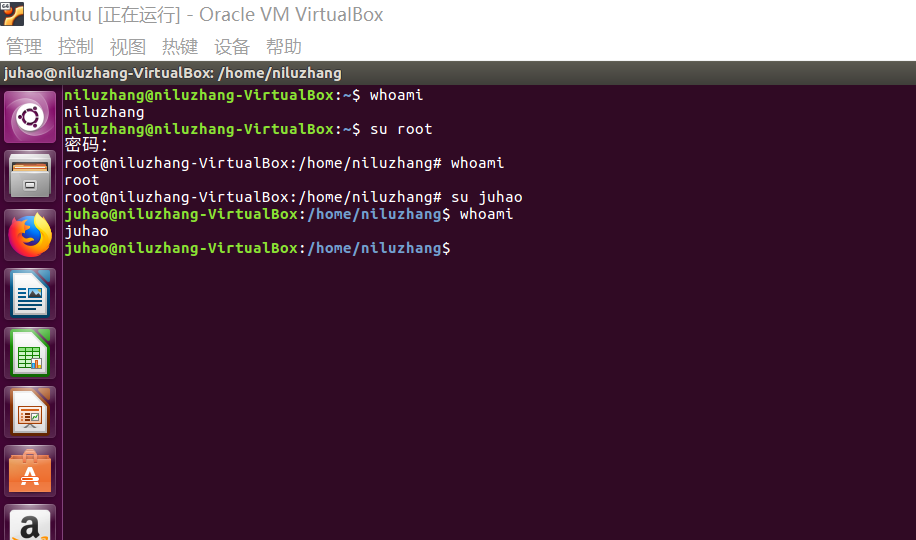 ubuntu [正在运行] - Oracle VM VirtualBox
管理 控制 视图 热键 设备 帮助
juhao@niluzhang-VirtualBox: /home/niluzhang
niluzhang@niluzhang-VirtualBox:~$ whoami
niluzhang
niluzhang@niluzhang-VirtualBox:~$ su root
密码：
root@niluzhang-VirtualBox:/home/niluzhang# whoami
root
root@niluzhang-VirtualBox:/home/niluzhang# su juhao
juhao@niluzhang-VirtualBox:/home/niluzhang$ whoami
juhao
juhao@niluzhang-VirtualBox:/home/niluzhang$